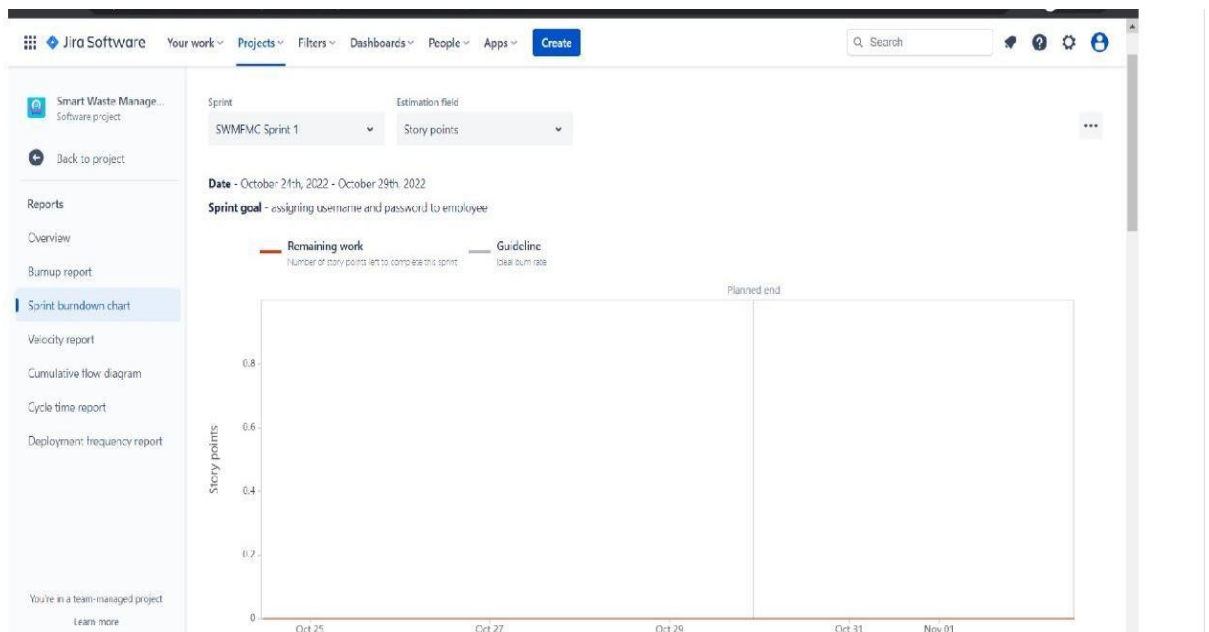 Jira Software Your work Projects Filters Dashboards People Apps Create Search
Smart Waste Manage...
Software project
Back to project
Reports
Overview
Burnup report
Sprint burndown chart
Velocity report
Cumulative flow diagram
Cycle time report
Deployment frequency report
You're in a team-managed project
Learn more
Sprint
SWMFMC Sprint 1
Estimation field
Story points
Date - October 24th, 2022 - October 29th, 2022
Sprint goal - assigning username and password to employee
Remaining work
Number of story points left to complete this sprint
Guideline
Ideal burn rate
Planned end
Story points
0.8
0.6
0.4
0.2
0
Oct 25 Oct 27 Oct 29 Oct 31 Nov 01